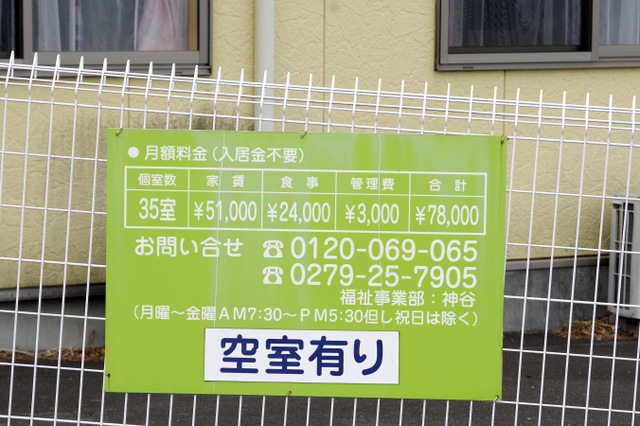 ● 月額料金（入居金不要）
個室数 家賃 食事 管理費 合計
35室 ¥51,000 ¥24,000 ¥3,000 ¥78,000
お問い合せ ☎ 0120-069-065
☎ 0279-25-7905
福祉事業部：神谷
（月曜～金曜AM7:30～PM5:30但し祝日は除く）
空室有り